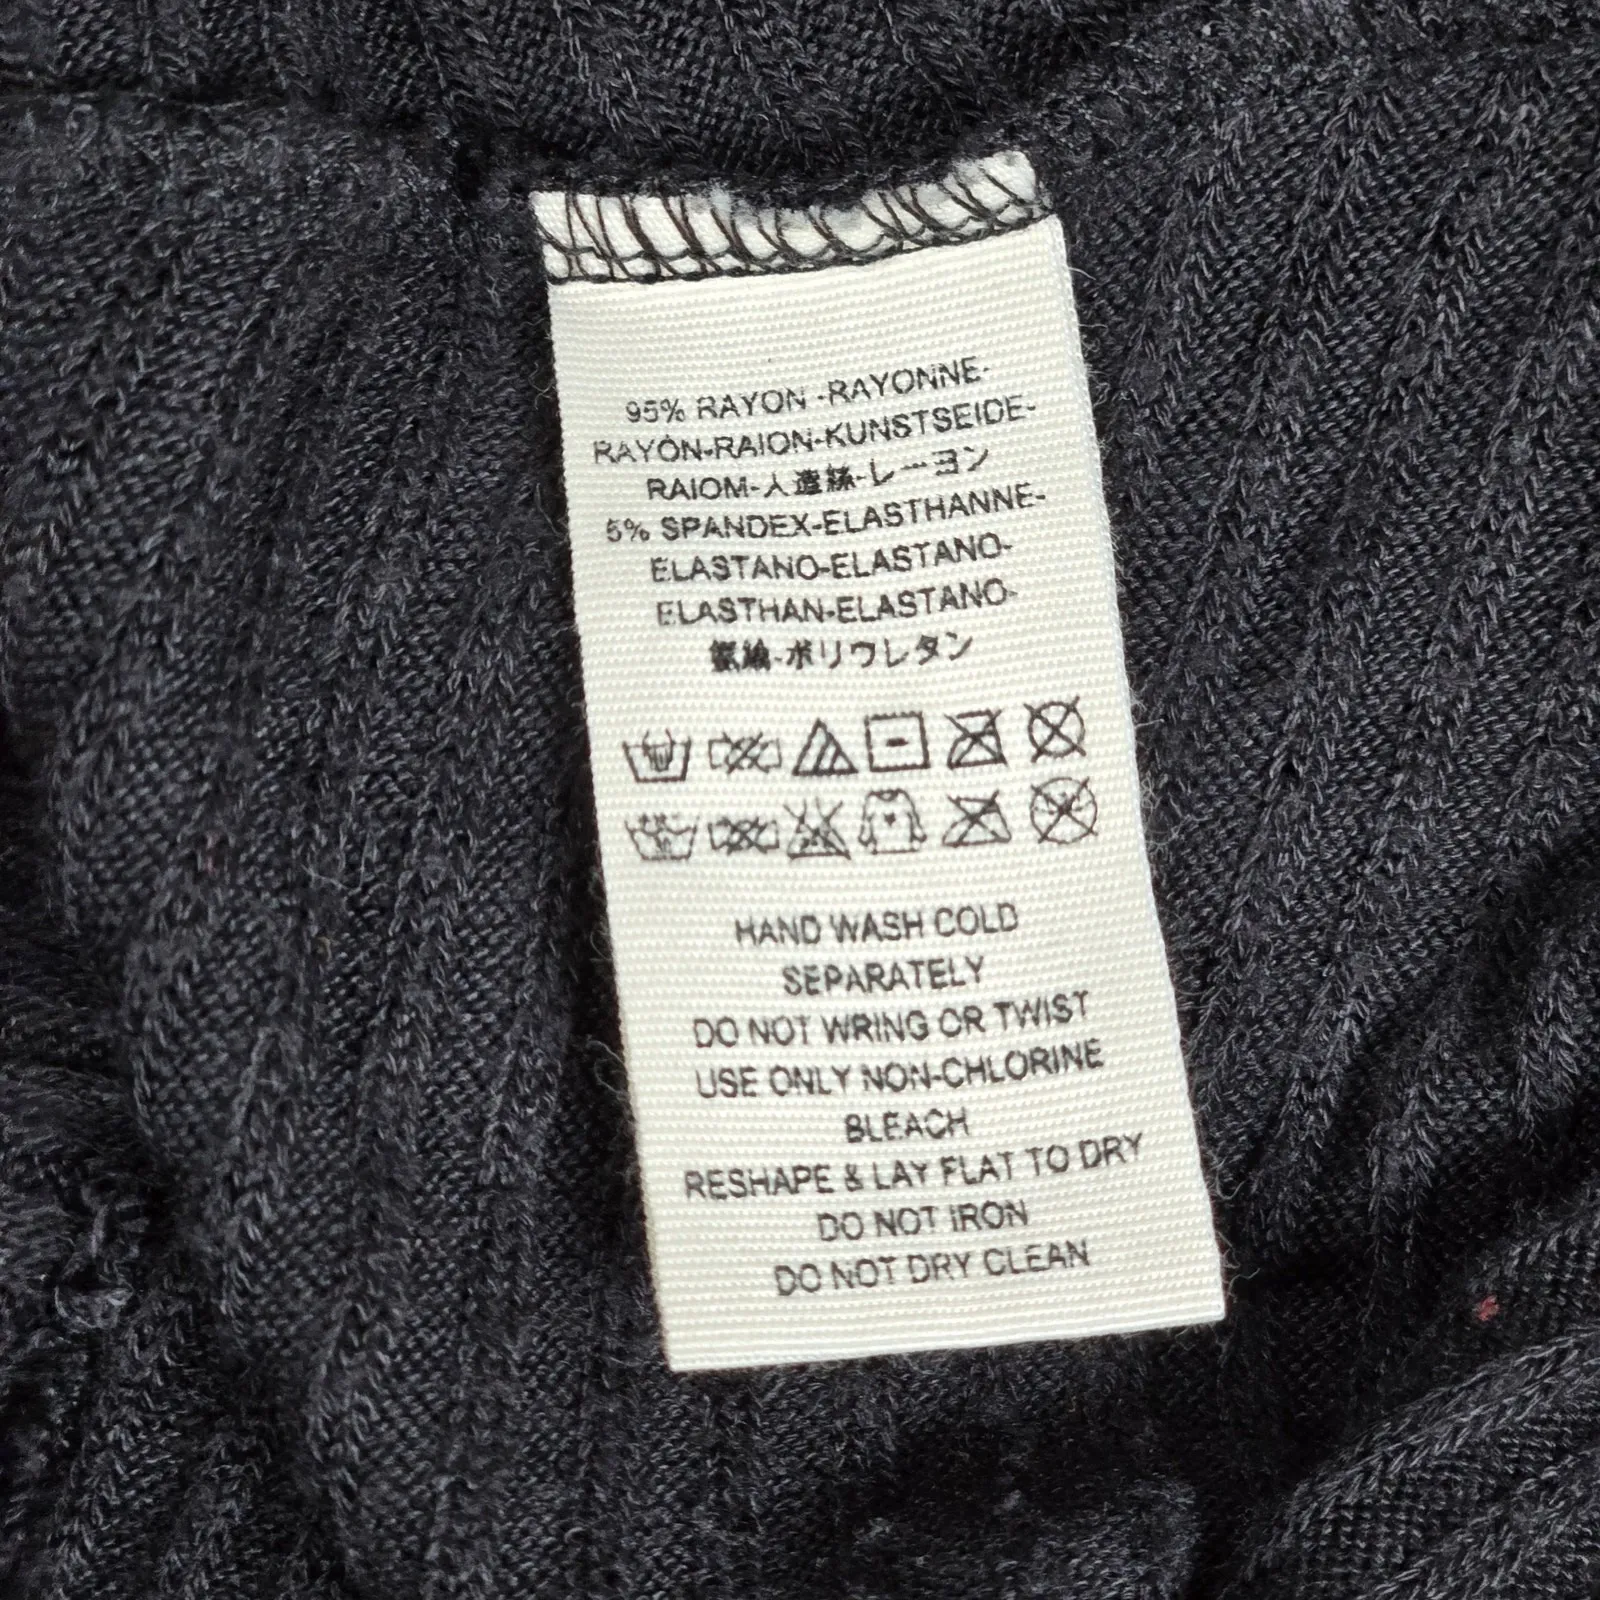 95% RAYON -RAYONNE-
RAYÓN-RAION-KUNSTSEIDE-
RAIOM-人造絲-レーヨン
5% SPANDEX-ELASTHANNE-
ELASTANO-ELASTANO-
ELASTHAN-ELASTANO-
ポリウレタン
HAND WASH COLD
SEPARATELY
DO NOT WRING OR TWIST
USE ONLY NON-CHLORINE
BLEACH
RESHAPE & LAY FLAT TO DRY
DO NOT IRON
DO NOT DRY CLEAN